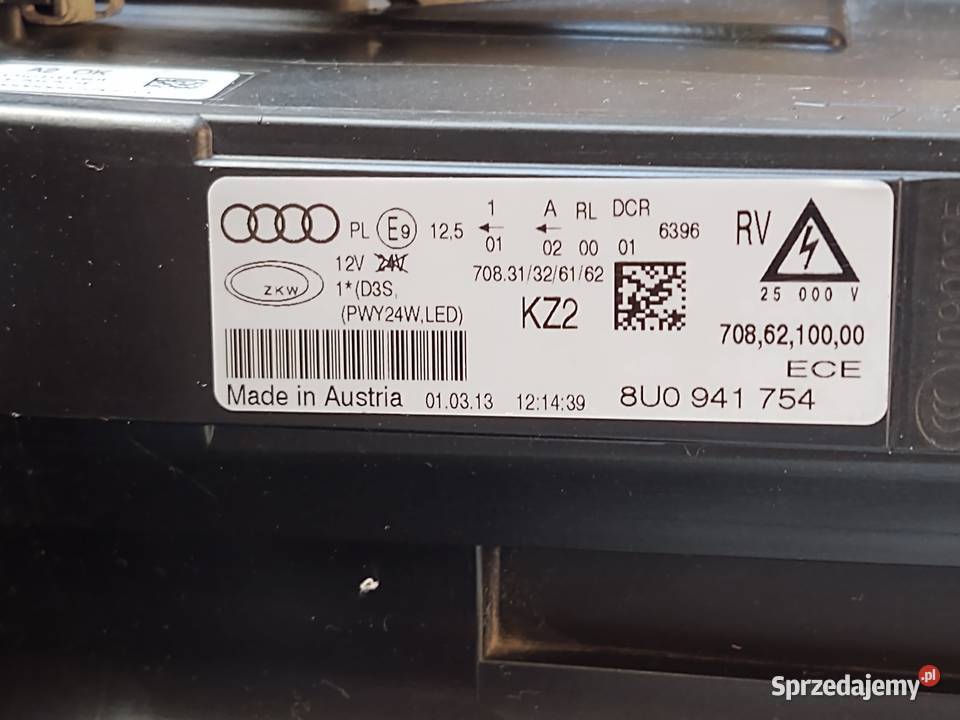 A2 OK
PL E9 12,5 1 01 A 02 RL 00 DCR 01 6396 RV
12V 24V 708.31/32/61/62
ZKW 1*(D3S,
(PWY24W,LED) KZ2 25 000 V
708,62,100,00
ECE
Made in Austria 01.03.13 12:14:39 8U0 941 754
Sprzedajemy.pl